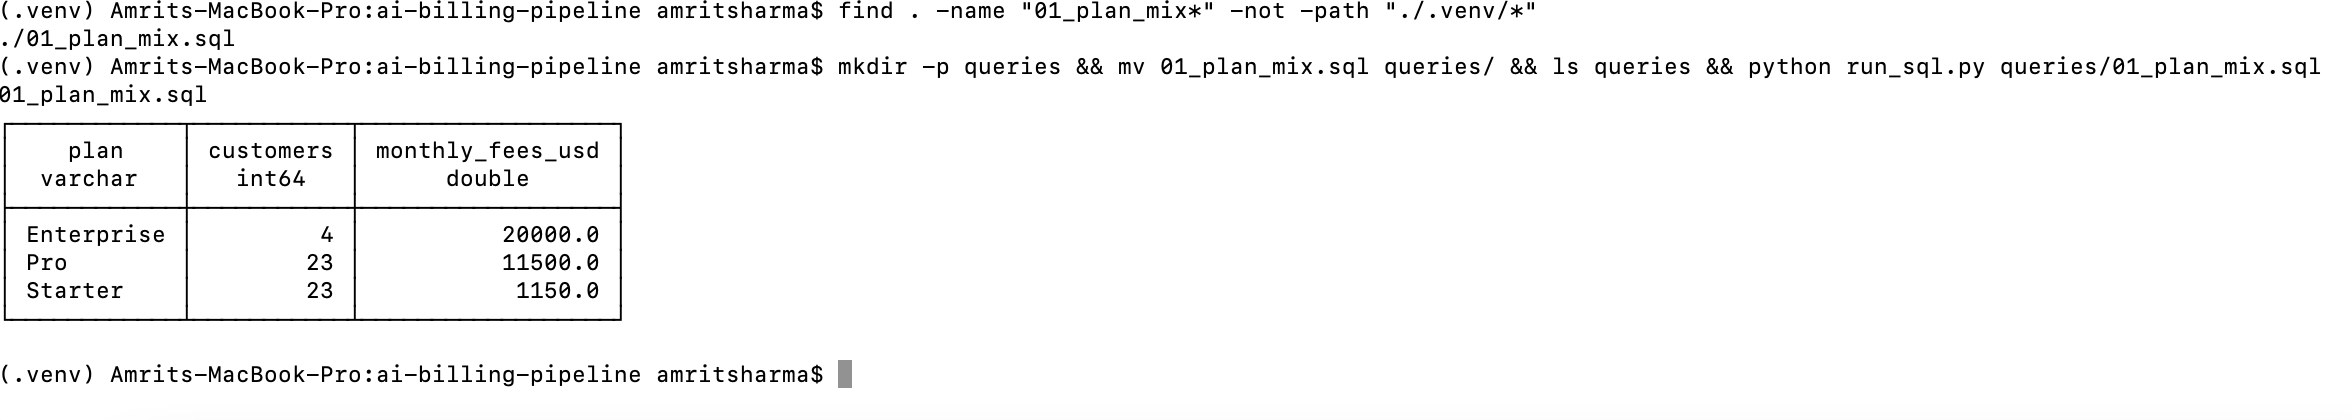 (.venv) Amrits-MacBook-Pro:ai-billing-pipeline amritsharma$ find . -name "01_plan_mix*" -not -path "./.venv/*"
./01_plan_mix.sql
(.venv) Amrits-MacBook-Pro:ai-billing-pipeline amritsharma$ mkdir -p queries && mv 01_plan_mix.sql queries/ && ls queries && python run_sql.py queries/01_plan_mix.sql
01_plan_mix.sql
plan customers monthly_fees_usd
varchar int64 double
Enterprise 4 20000.0
Pro 23 11500.0
Starter 23 1150.0
(.venv) Amrits-MacBook-Pro:ai-billing-pipeline amritsharma$